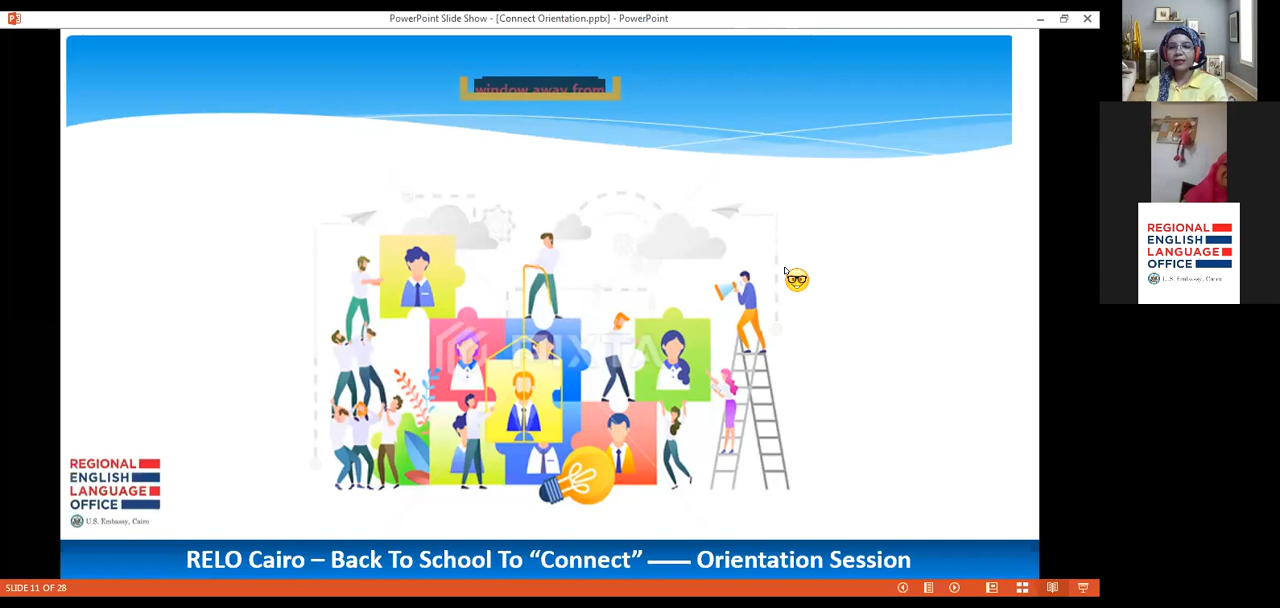 PowerPoint Slide Show - [Connect Orientation.pptx] - PowerPoint
window away from
PIXTA
REGIONAL
ENGLISH
LANGUAGE
OFFICE
U.S. Embassy, Cairo
REGIONAL
ENGLISH
LANGUAGE
OFFICE
U.S. Embassy, Cairo
RELO Cairo – Back To School To “Connect” —— Orientation Session
SLIDE 11 OF 28